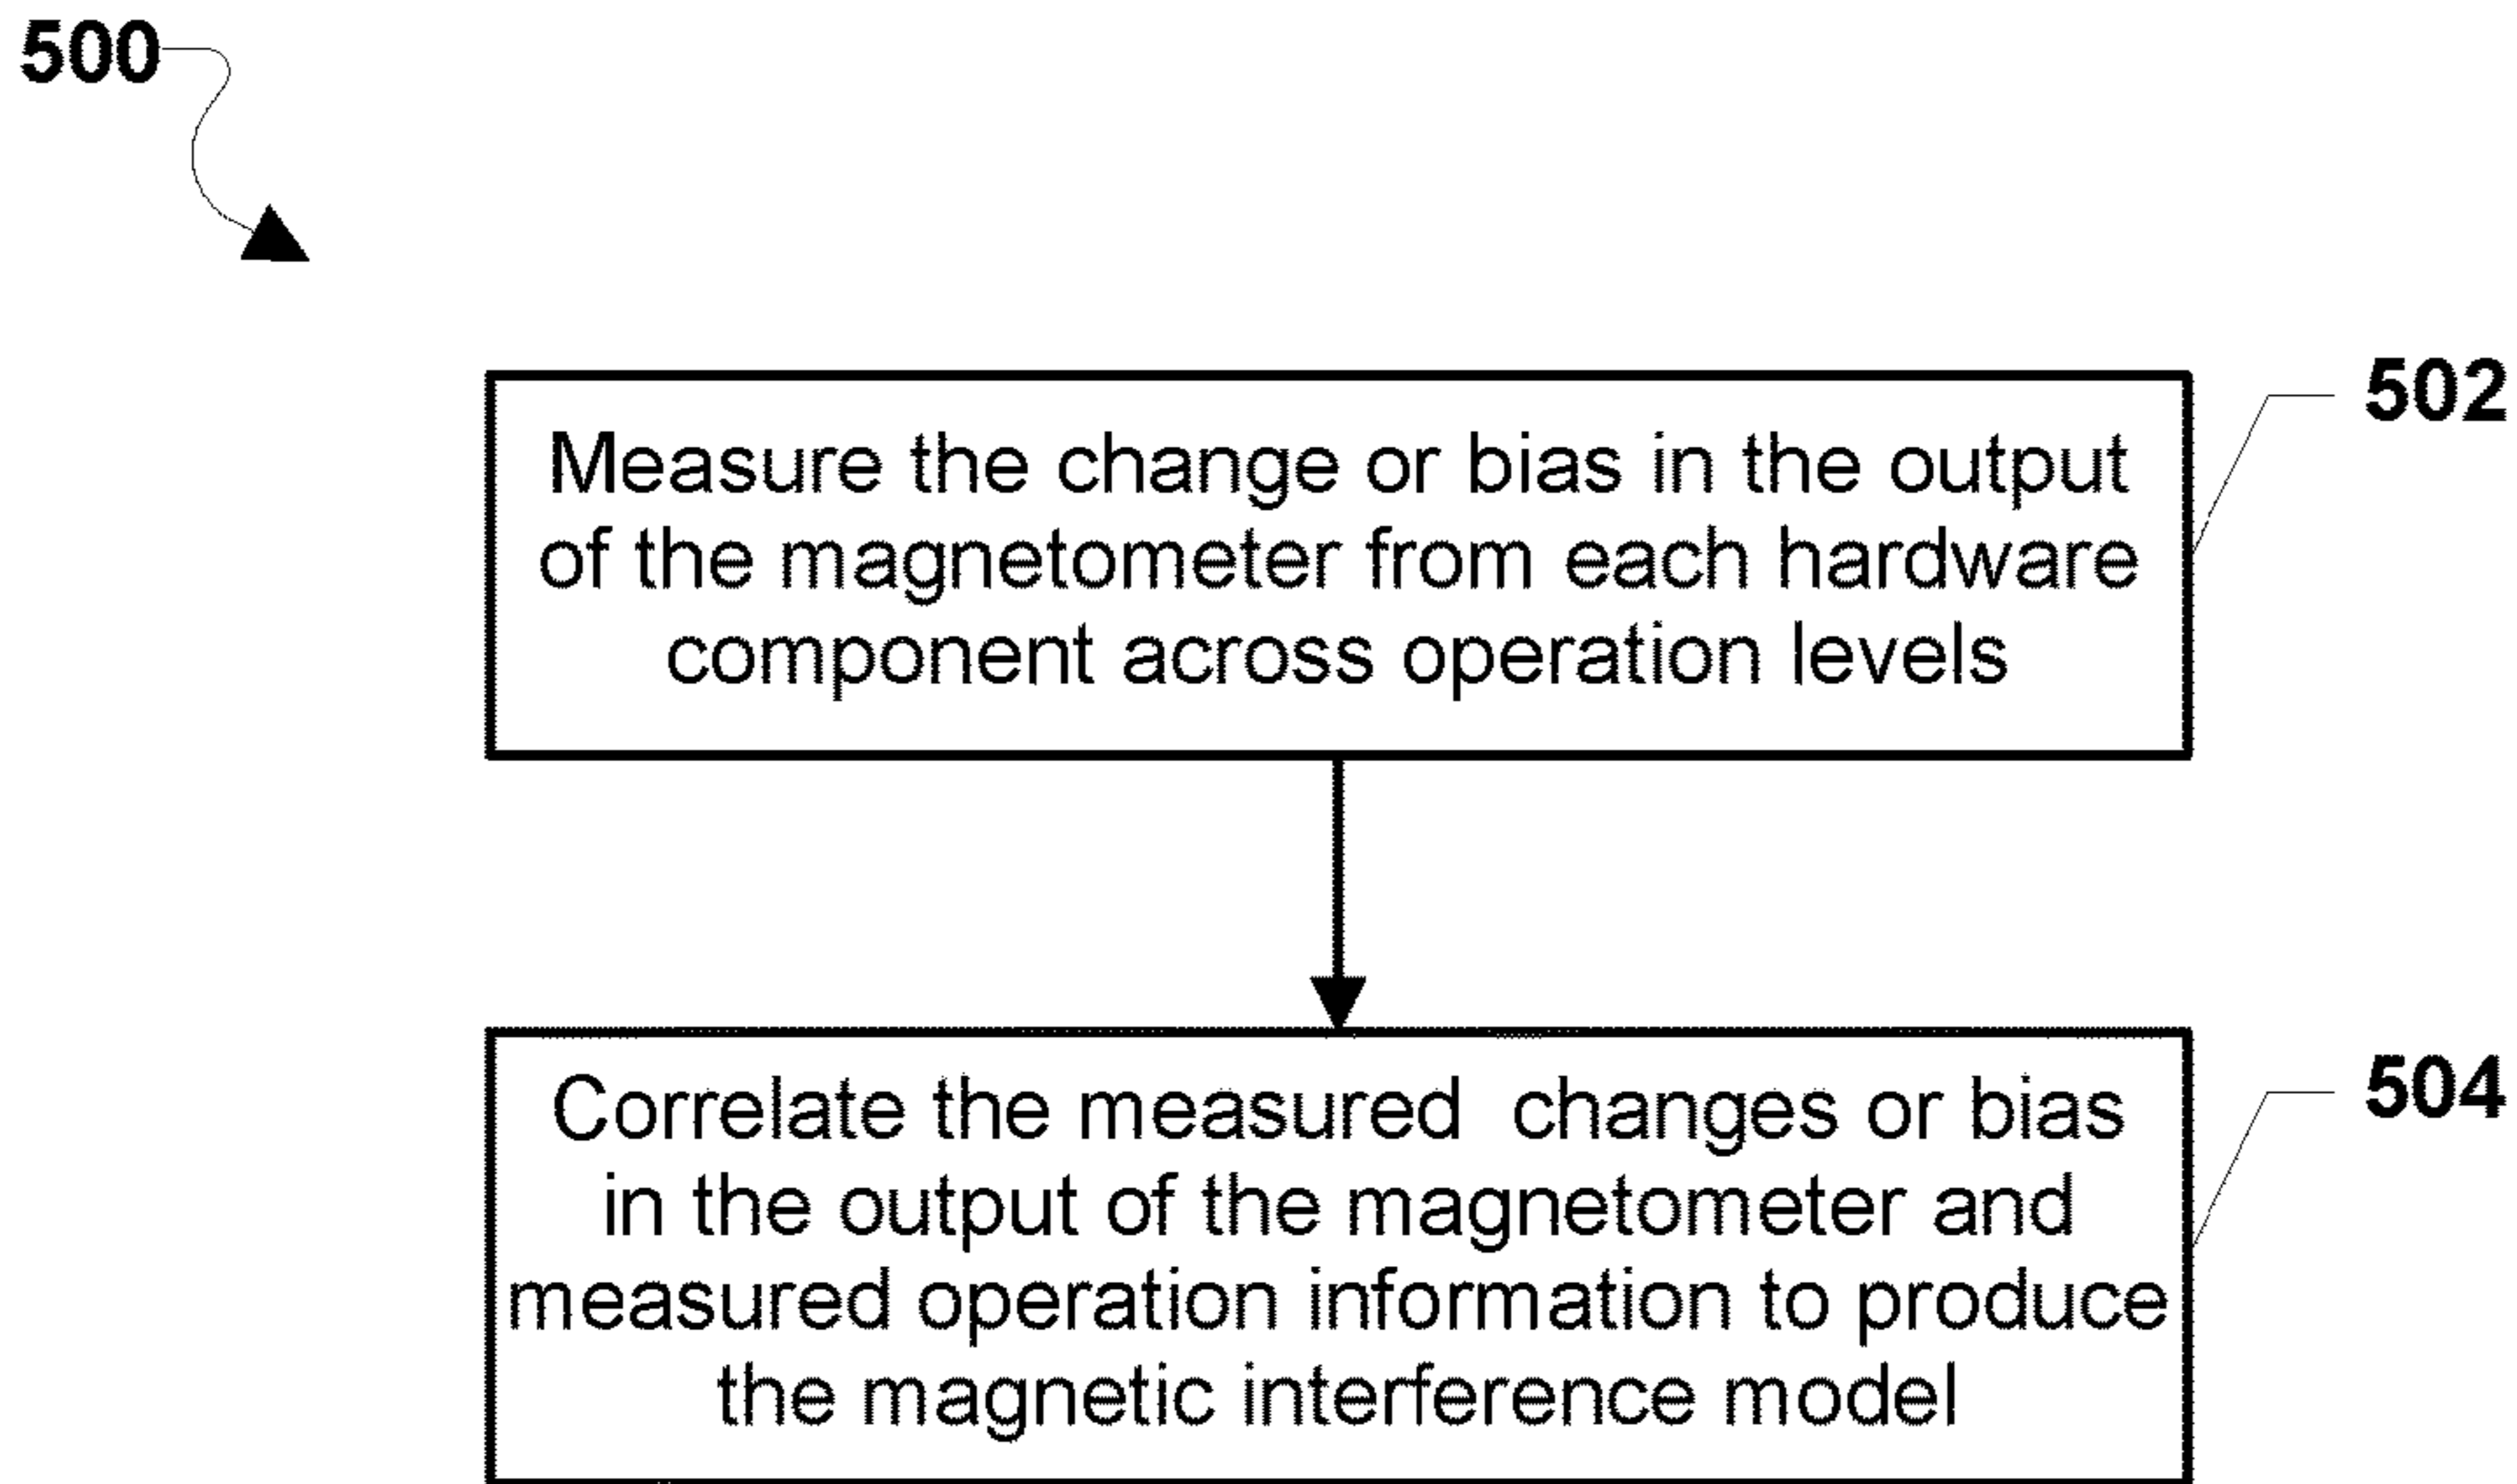 500
502
Measure the change or bias in the output
of the magnetometer from each hardware
component across operation levels
504
Correlate the measured changes or bias
in the output of the magnetometer and
measured operation information to produce
the magnetic interference model